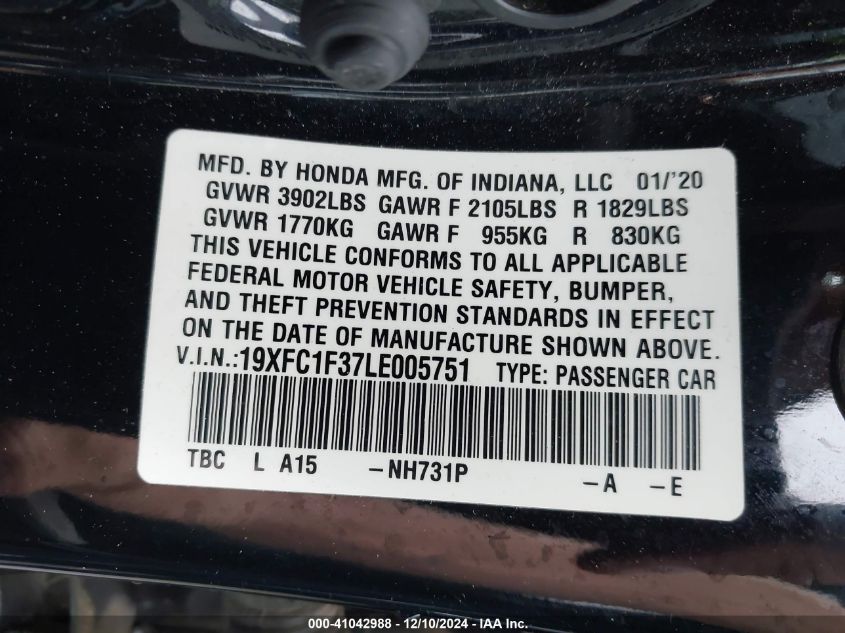 MFD. BY HONDA MFG. OF INDIANA, LLC 01/'20
GVWR 3902LBS GAWR F 2105LBS R 1829LBS
GVWR 1770KG GAWR F 955KG R 830KG
THIS VEHICLE CONFORMS TO ALL APPLICABLE
FEDERAL MOTOR VEHICLE SAFETY, BUMPER,
AND THEFT PREVENTION STANDARDS IN EFFECT
ON THE DATE OF MANUFACTURE SHOWN ABOVE.
V.I.N.:19XFC1F37LE005751 TYPE: PASSENGER CAR
TBC L A15 -NH731P -A -E
000-41042988 - 12/10/2024 - IAA Inc.